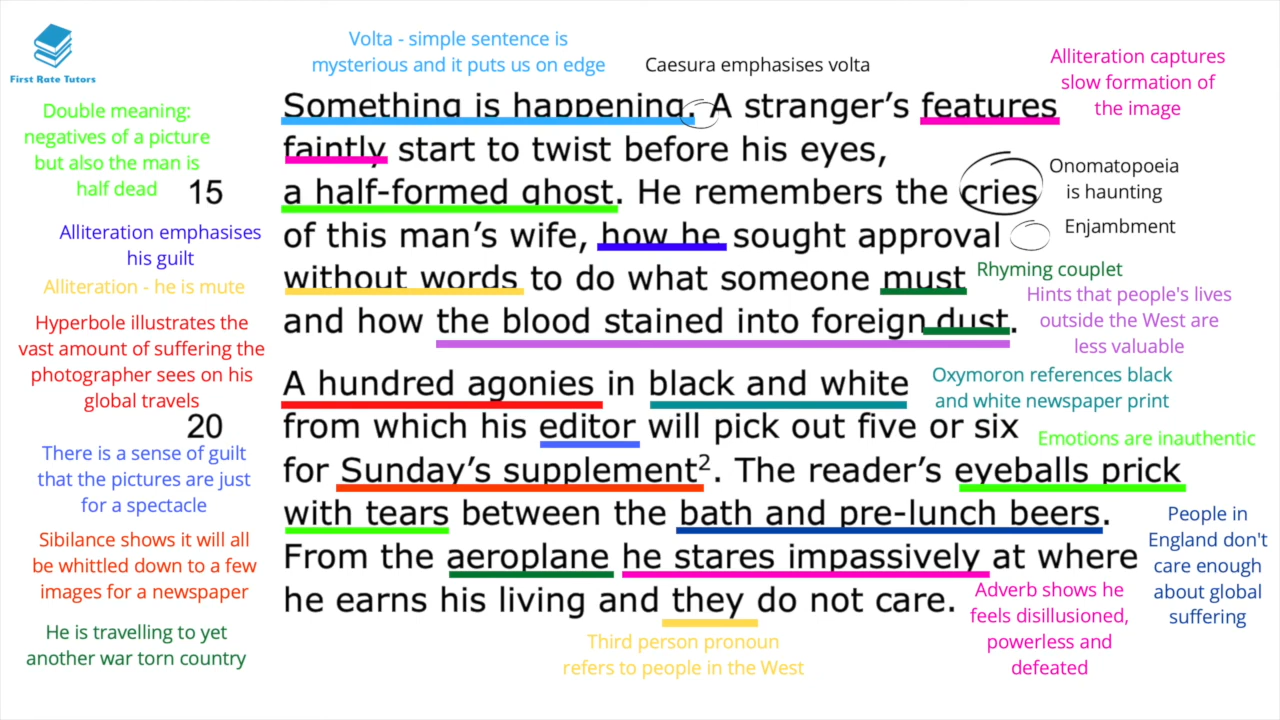 First Rate Tutors
Volta - simple sentence is
mysterious and it puts us on edge
Caesura emphasises volta
Alliteration captures
slow formation of
the image
Double meaning:
negatives of a picture
but also the man is
half dead
15
Alliteration emphasises
his guilt
Alliteration - he is mute
Hyperbole illustrates the
vast amount of suffering the
photographer sees on his
global travels
20
There is a sense of guilt
that the pictures are just
for a spectacle
Sibilance shows it will all
be whittled down to a few
images for a newspaper
He is travelling to yet
another war torn country
Something is happening. A stranger’s features
faintly start to twist before his eyes,
a half-formed ghost. He remembers the cries
of this man’s wife, how he sought approval
without words to do what someone must
and how the blood stained into foreign dust.
A hundred agonies in black and white
from which his editor will pick out five or six
for Sunday’s supplement². The reader’s eyeballs prick
with tears between the bath and pre-lunch beers.
From the aeroplane he stares impassively at where
he earns his living and they do not care.
Onomatopoeia
is haunting
Enjambment
Rhyming couplet
Hints that people's lives
outside the West are
less valuable
Oxymoron references black
and white newspaper print
Emotions are inauthentic
People in
England don't
care enough
about global
suffering
Adverb shows he
feels disillusioned,
powerless and
defeated
Third person pronoun
refers to people in the West